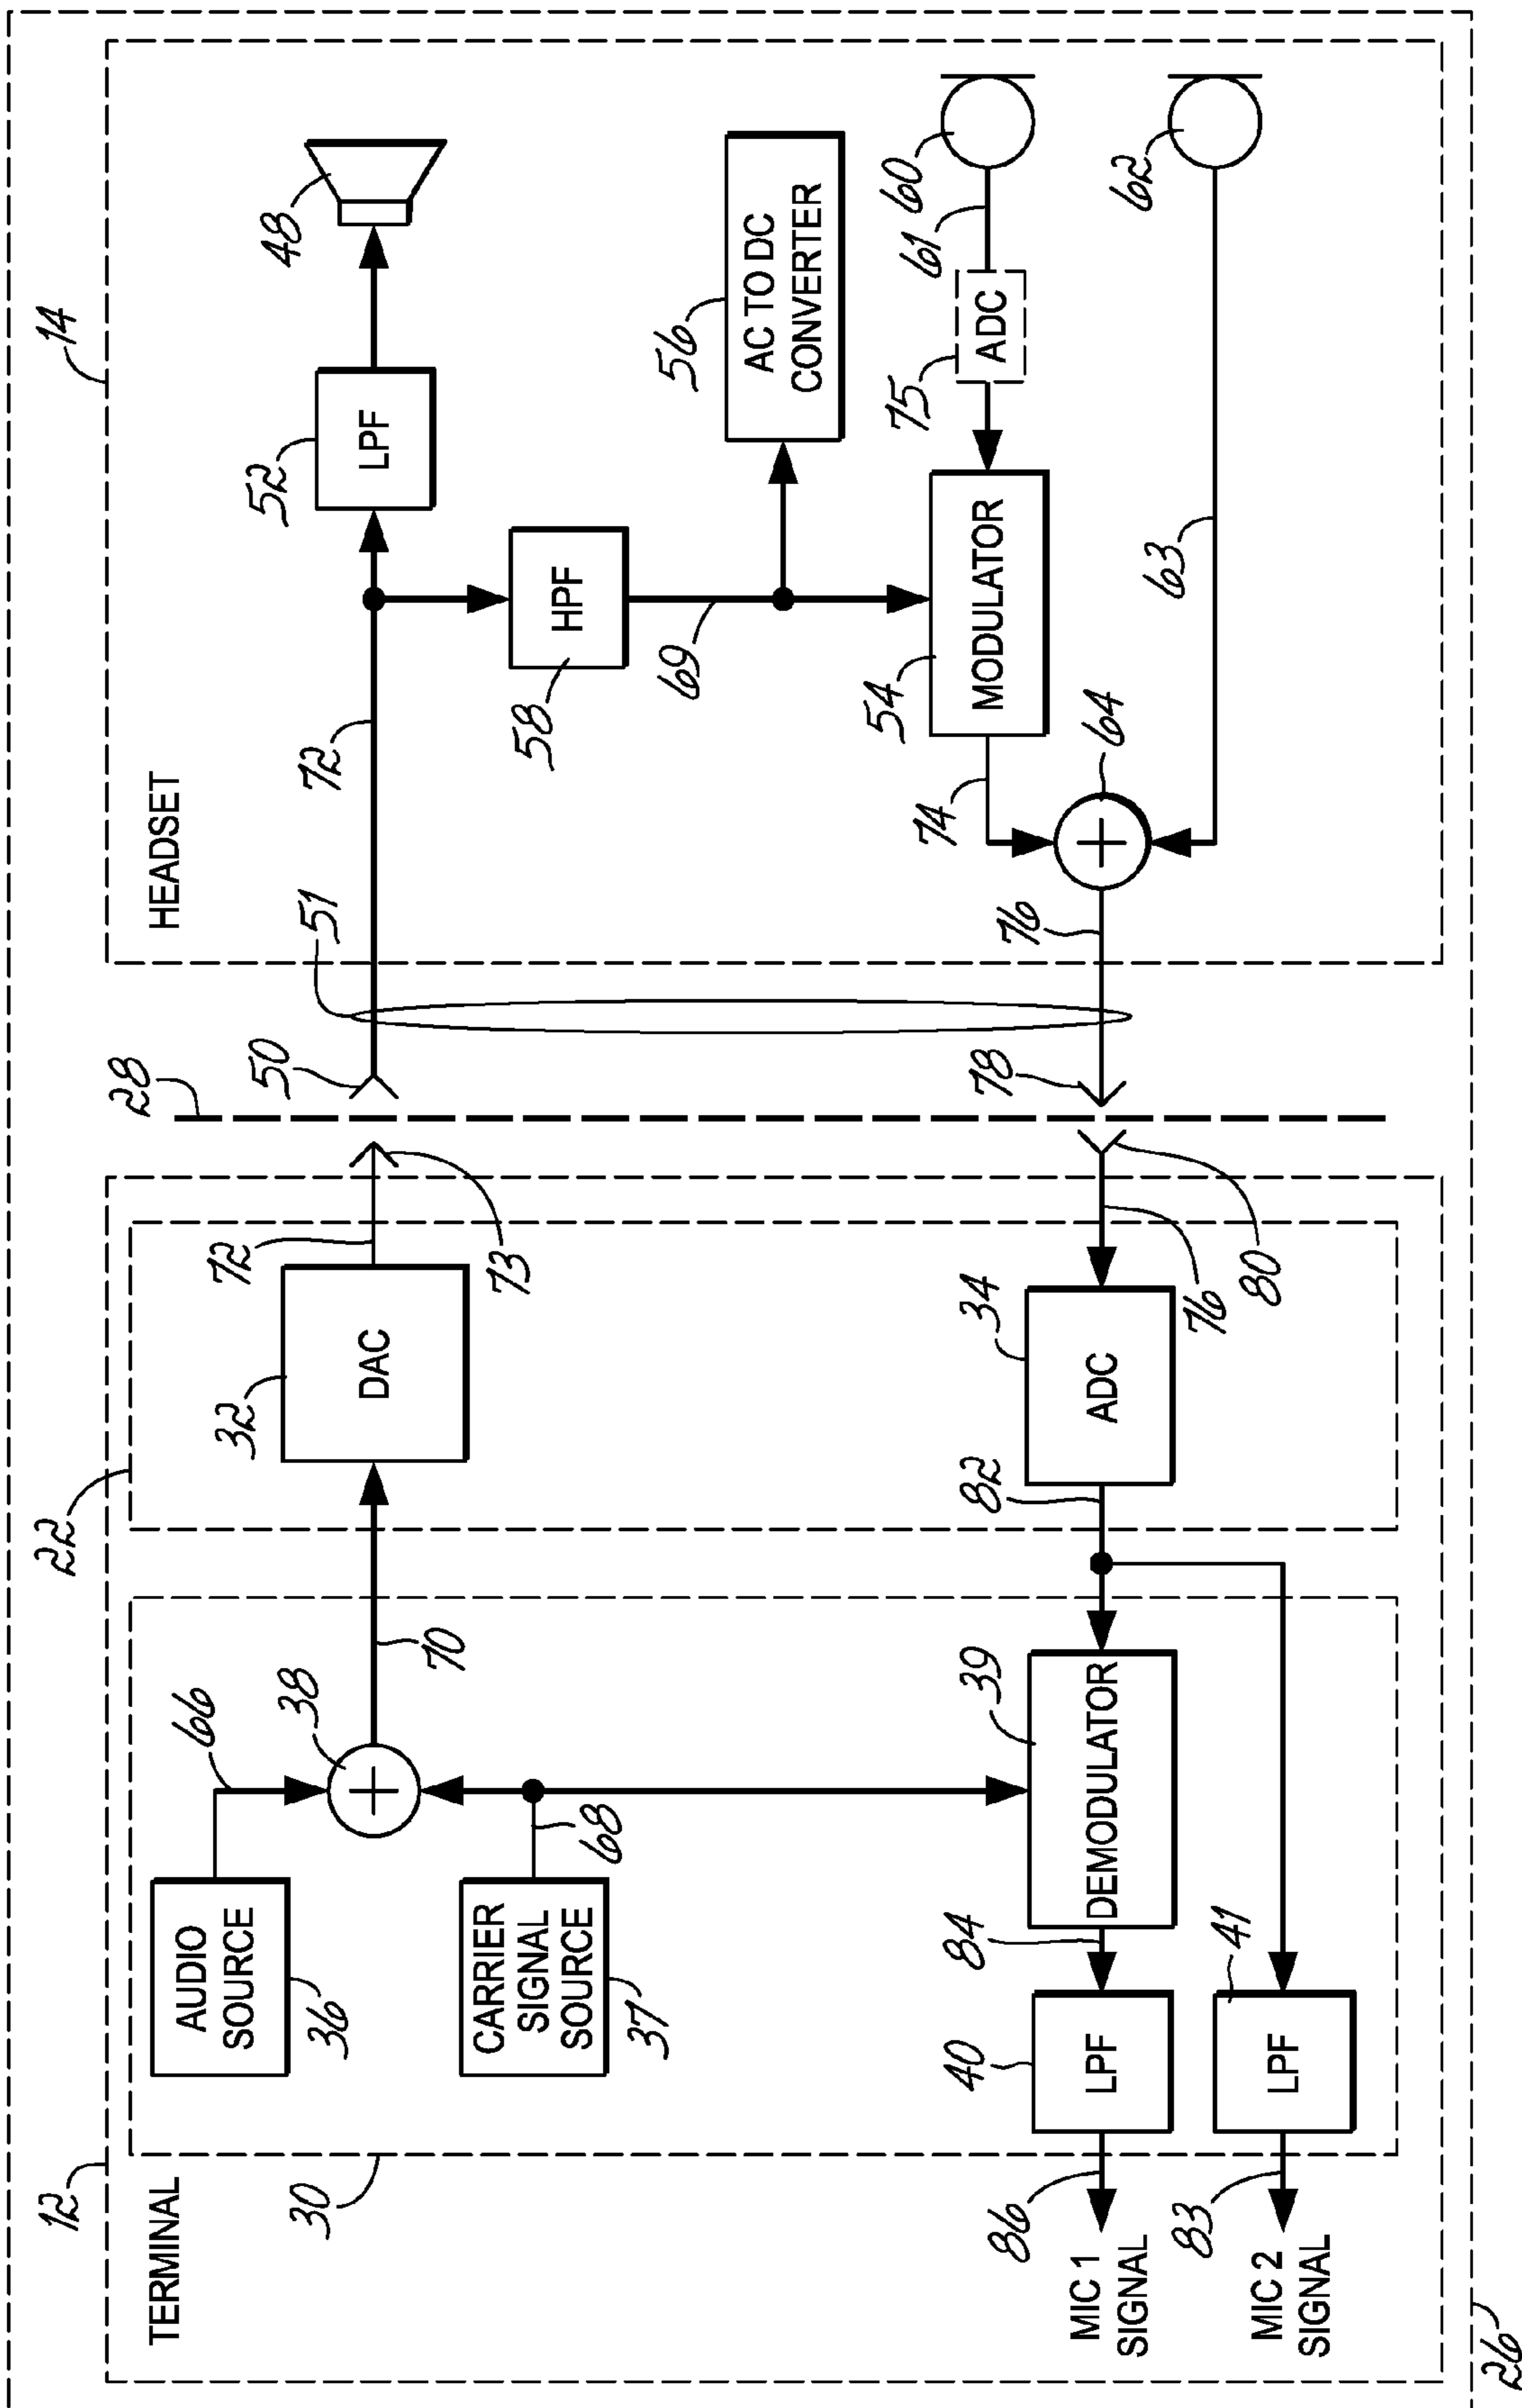 26
12
TERMINAL
30
22
28
14
HEADSET
AUDIO
SOURCE
36
66
38
CARRIER
SIGNAL
SOURCE
37
68
70
DAC
32
72
73
50
51
72
LPF
52
48
HPF
58
69
AC TO DC
CONVERTER
56
MODULATOR
54
74
ADC
75
61
60
62
63
64
76
78
80
76
ADC
34
82
DEMODULATOR
39
84
LPF
40
86
MIC 1
SIGNAL
LPF
41
83
MIC 2
SIGNAL